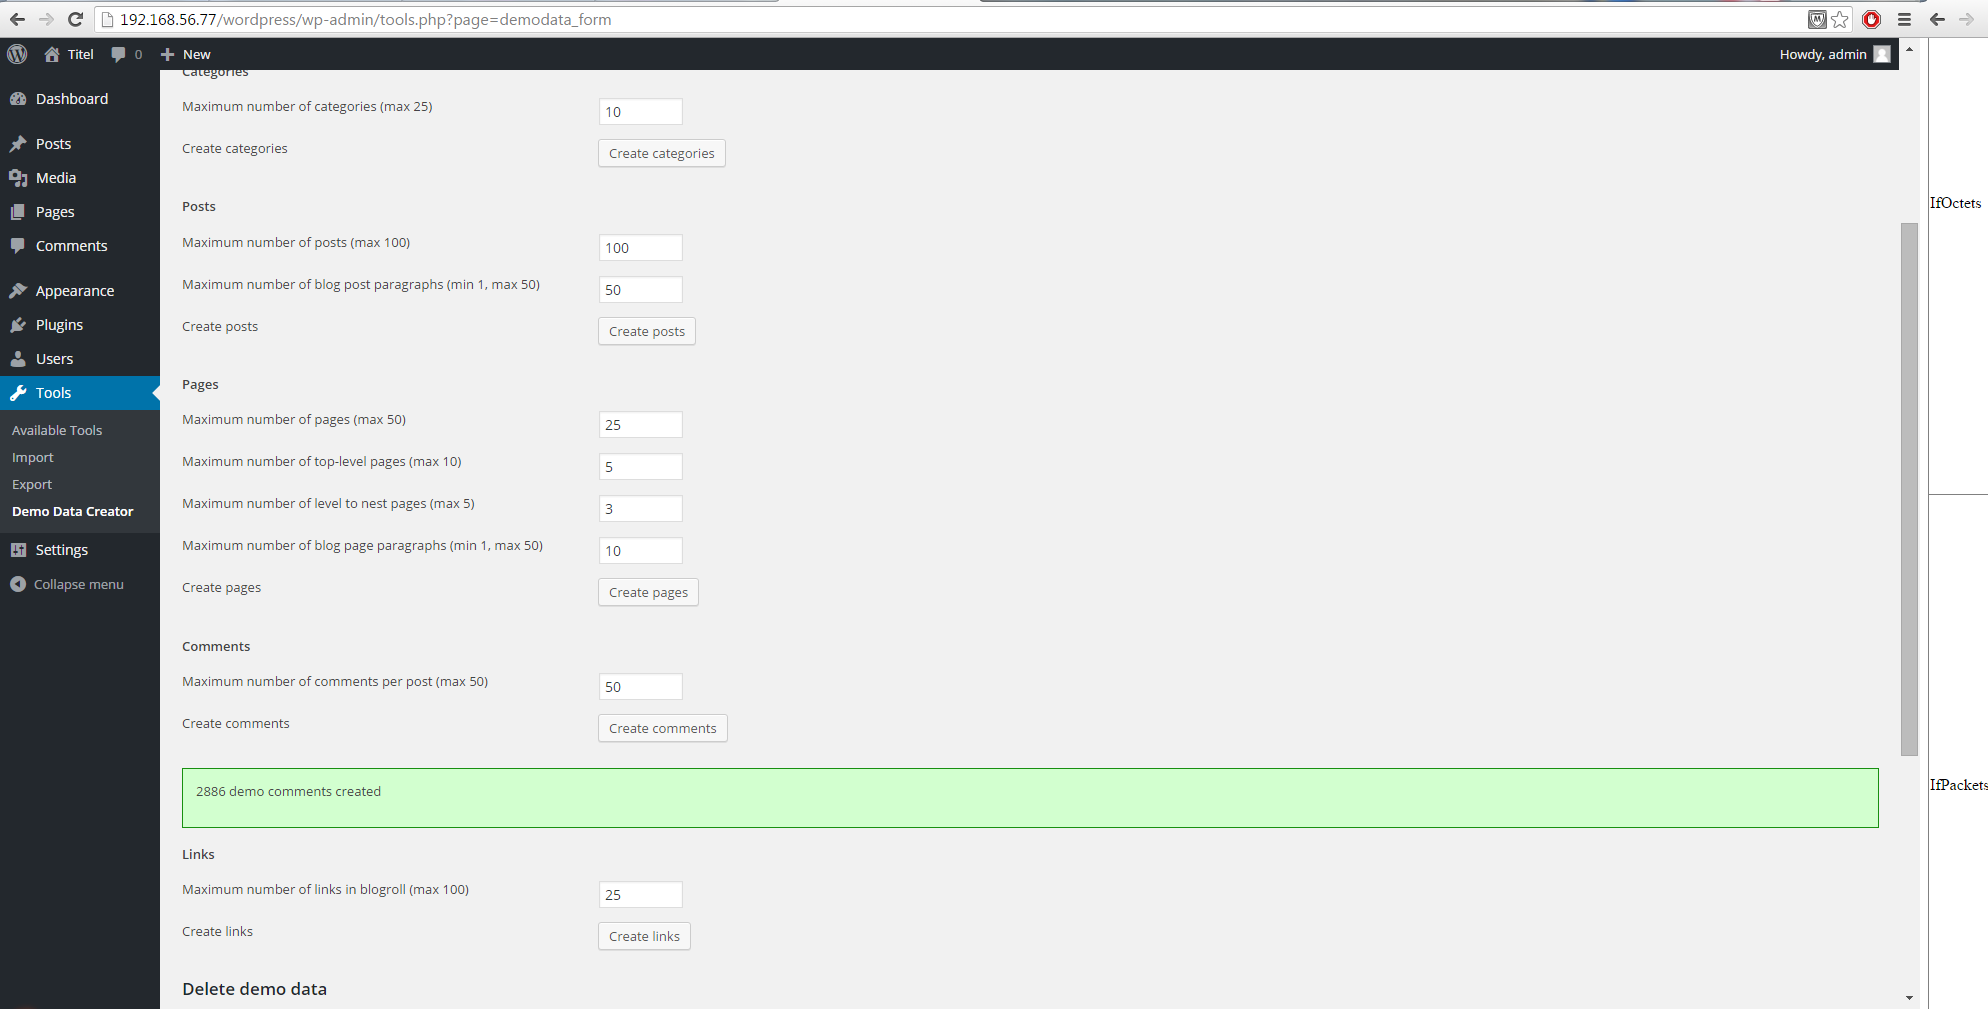 192.168.56.77/wordpress/wp-admin/tools.php?page=demodata_form
Titel 0 New Howdy, admin
Dashboard
Posts
Media
Pages
Comments
Appearance
Plugins
Users
Tools
Available Tools
Import
Export
Demo Data Creator
Settings
Collapse menu
Categories
Maximum number of categories (max 25) 10
Create categories Create categories
Posts
Maximum number of posts (max 100) 100
Maximum number of blog post paragraphs (min 1, max 50) 50
Create posts Create posts
Pages
Maximum number of pages (max 50) 25
Maximum number of top-level pages (max 10) 5
Maximum number of level to nest pages (max 5) 3
Maximum number of blog page paragraphs (min 1, max 50) 10
Create pages Create pages
Comments
Maximum number of comments per post (max 50) 50
Create comments Create comments
2886 demo comments created
Links
Maximum number of links in blogroll (max 100) 25
Create links Create links
Delete demo data
IfOctets
IfPackets